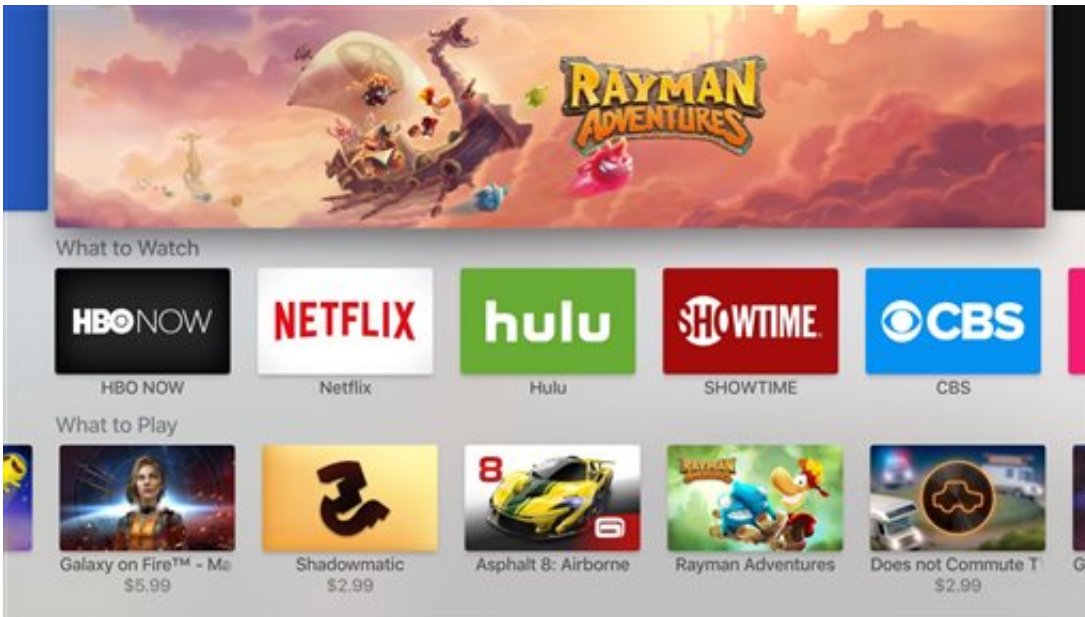 RAYMAN
ADVENTURES
What to Watch
HBO NOW
NETFLIX
hulu
SHOWTIME
CBS
HBO NOW
Netflix
Hulu
SHOWTIME
CBS
What to Play
8
RAYMAN
ADVENTURES
Galaxy on Fire™ - Ma
Shadowmatic
Asphalt 8: Airborne
Rayman Adventures
Does not Commute T
G
$5.99
$2.99
$2.99